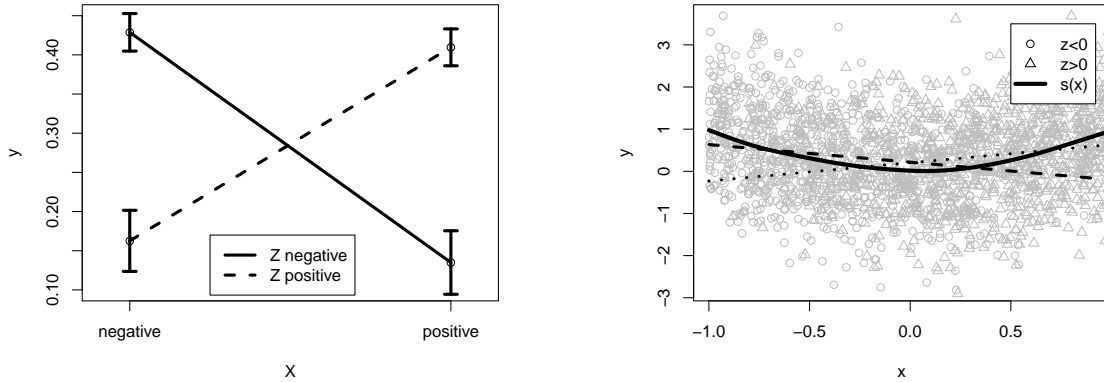 y
0.40
0.30
0.20
0.10
Z negative
Z positive
negative
positive
X
y
3
2
1
0
−1
−2
−3
z<0
z>0
s(x)
−1.0
−0.5
0.0
0.5
x